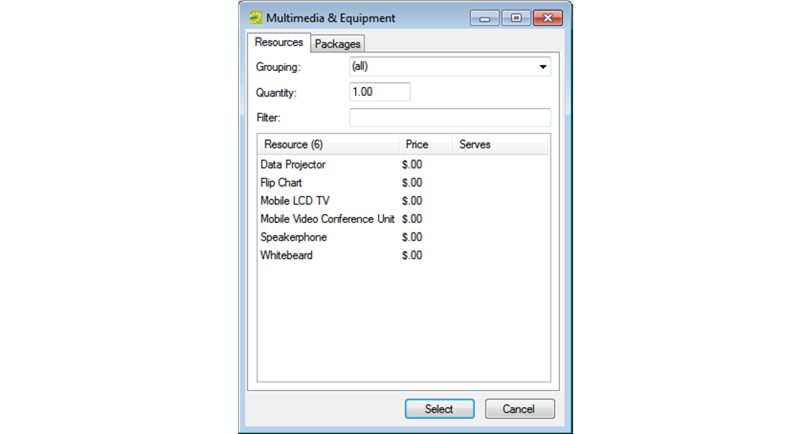 Multimedia & Equipment
Resources Packages
Grouping: (all)
Quantity: 1.00
Filter:
Resource (6) Price Serves
Data Projector $.00
Flip Chart $.00
Mobile LCD TV $.00
Mobile Video Conference Unit $.00
Speakerphone $.00
Whitebeard $.00
Select Cancel